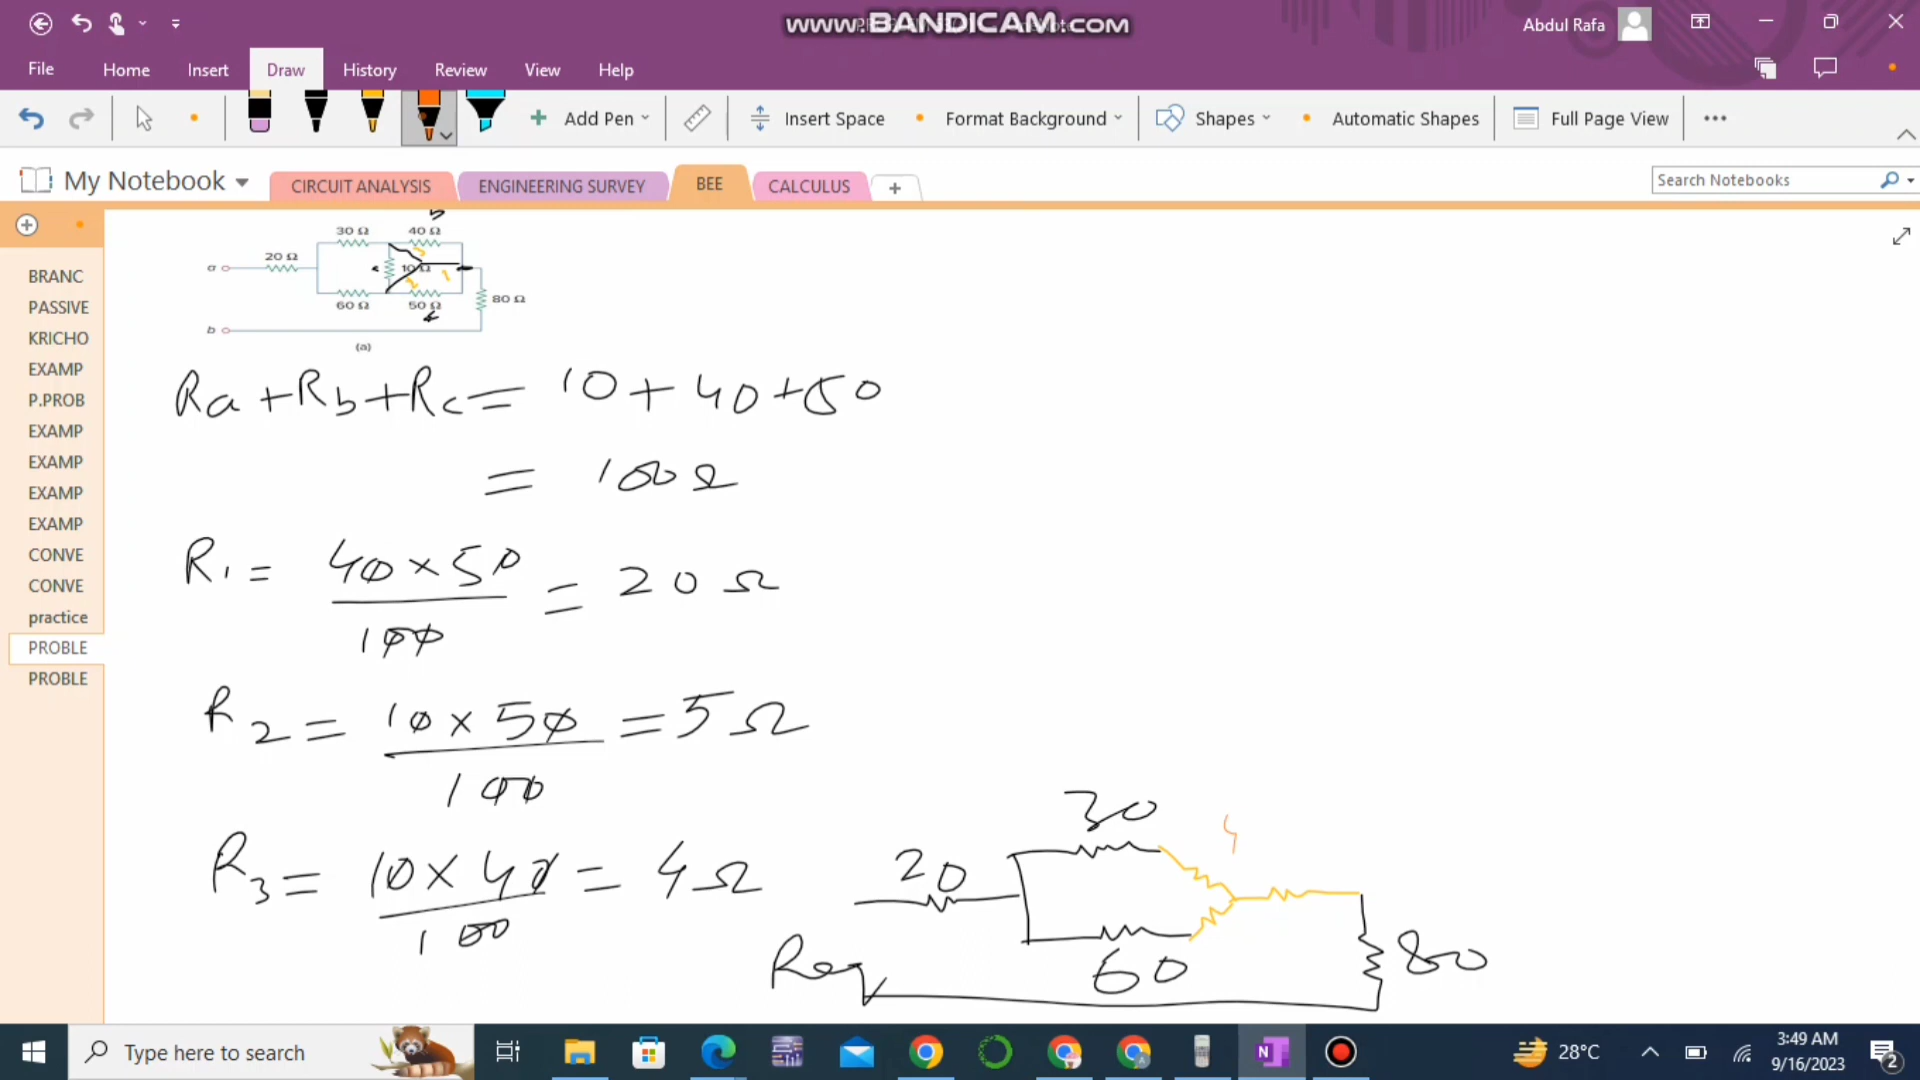 www.BANDICAM.com
Abdul Rafa
File Home Insert Draw History Review View Help
Add Pen Insert Space Format Background Shapes Automatic Shapes Full Page View
My Notebook CIRCUIT ANALYSIS ENGINEERING SURVEY BEE CALCULUS + Search Notebooks
BRANC
PASSIVE
KRICHO
EXAMP
P.PROB
EXAMP
EXAMP
EXAMP
EXAMP
CONVE
CONVE
practice
PROBLE
PROBLE
b
30 Ω 40 Ω
20 Ω
a 10 Ω 1
60 Ω 50 Ω 80 Ω
b
(a)
Ra + Rb + Rc = 10 + 40 + 50
= 100 Ω
R1 = 40 × 50 / 100 = 20 Ω
R2 = 10 × 50 / 100 = 5 Ω
R3 = 10 × 40 / 100 = 4 Ω
30
20
60
80
Req
Type here to search
28°C
3:49 AM
9/16/2023
2